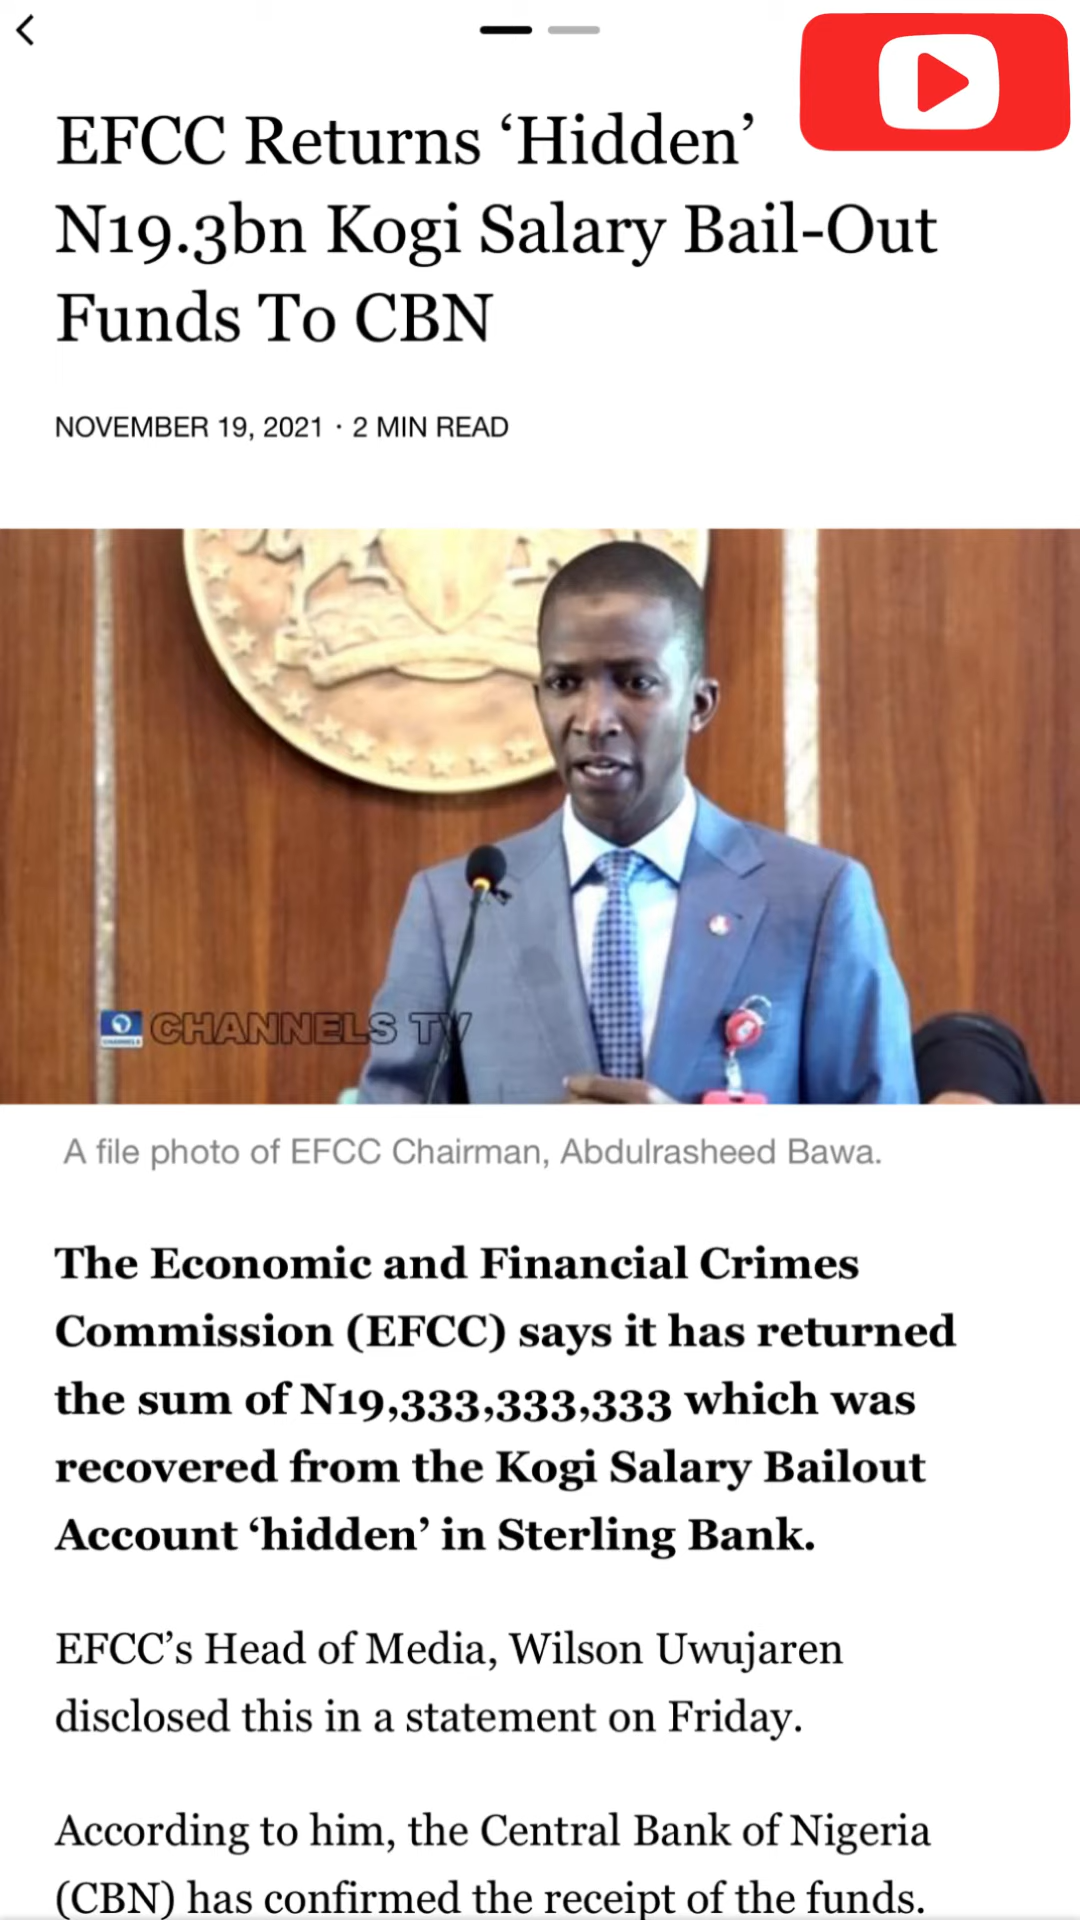 EFCC Returns ‘Hidden’
N19.3bn Kogi Salary Bail-Out
Funds To CBN
NOVEMBER 19, 2021 · 2 MIN READ
CHANNELS TV
CHANNELS
A file photo of EFCC Chairman, Abdulrasheed Bawa.
The Economic and Financial Crimes
Commission (EFCC) says it has returned
the sum of N19,333,333,333 which was
recovered from the Kogi Salary Bailout
Account ‘hidden’ in Sterling Bank.
EFCC’s Head of Media, Wilson Uwujaren
disclosed this in a statement on Friday.
According to him, the Central Bank of Nigeria
(CBN) has confirmed the receipt of the funds.